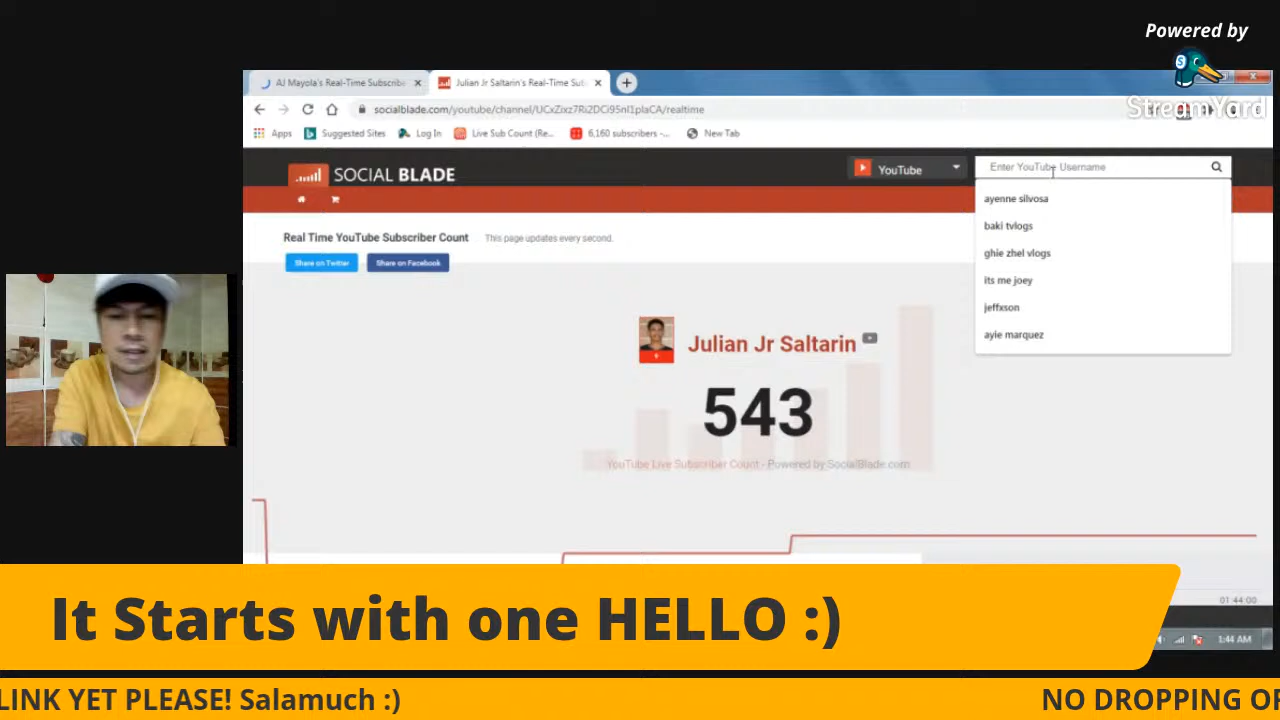 Powered by
StreamYard
AJ Mayola's Real-Time Subscribe
Julian Jr Saltarin's Real-Time Sub
socialblade.com/youtube/channel/
/realtime
Apps
Suggested Sites
Log In
Live Sub Count (Re...
6,160 subscribers -...
New Tab
SOCIAL BLADE
YouTube
Enter YouTube Username
ayenne silvosa
baki tvlogs
ghie zhel vlogs
its me joey
jeffxson
ayie marquez
Real Time YouTube Subscriber Count
This page updates every second.
Share on Twitter
Share on Facebook
Julian Jr Saltarin
543
YouTube Live Subscriber Count - Powered by SocialBlade.com
01:44:00
1:44 AM
It Starts with one HELLO :)
LINK YET PLEASE! Salamuch :)
NO DROPPING OF